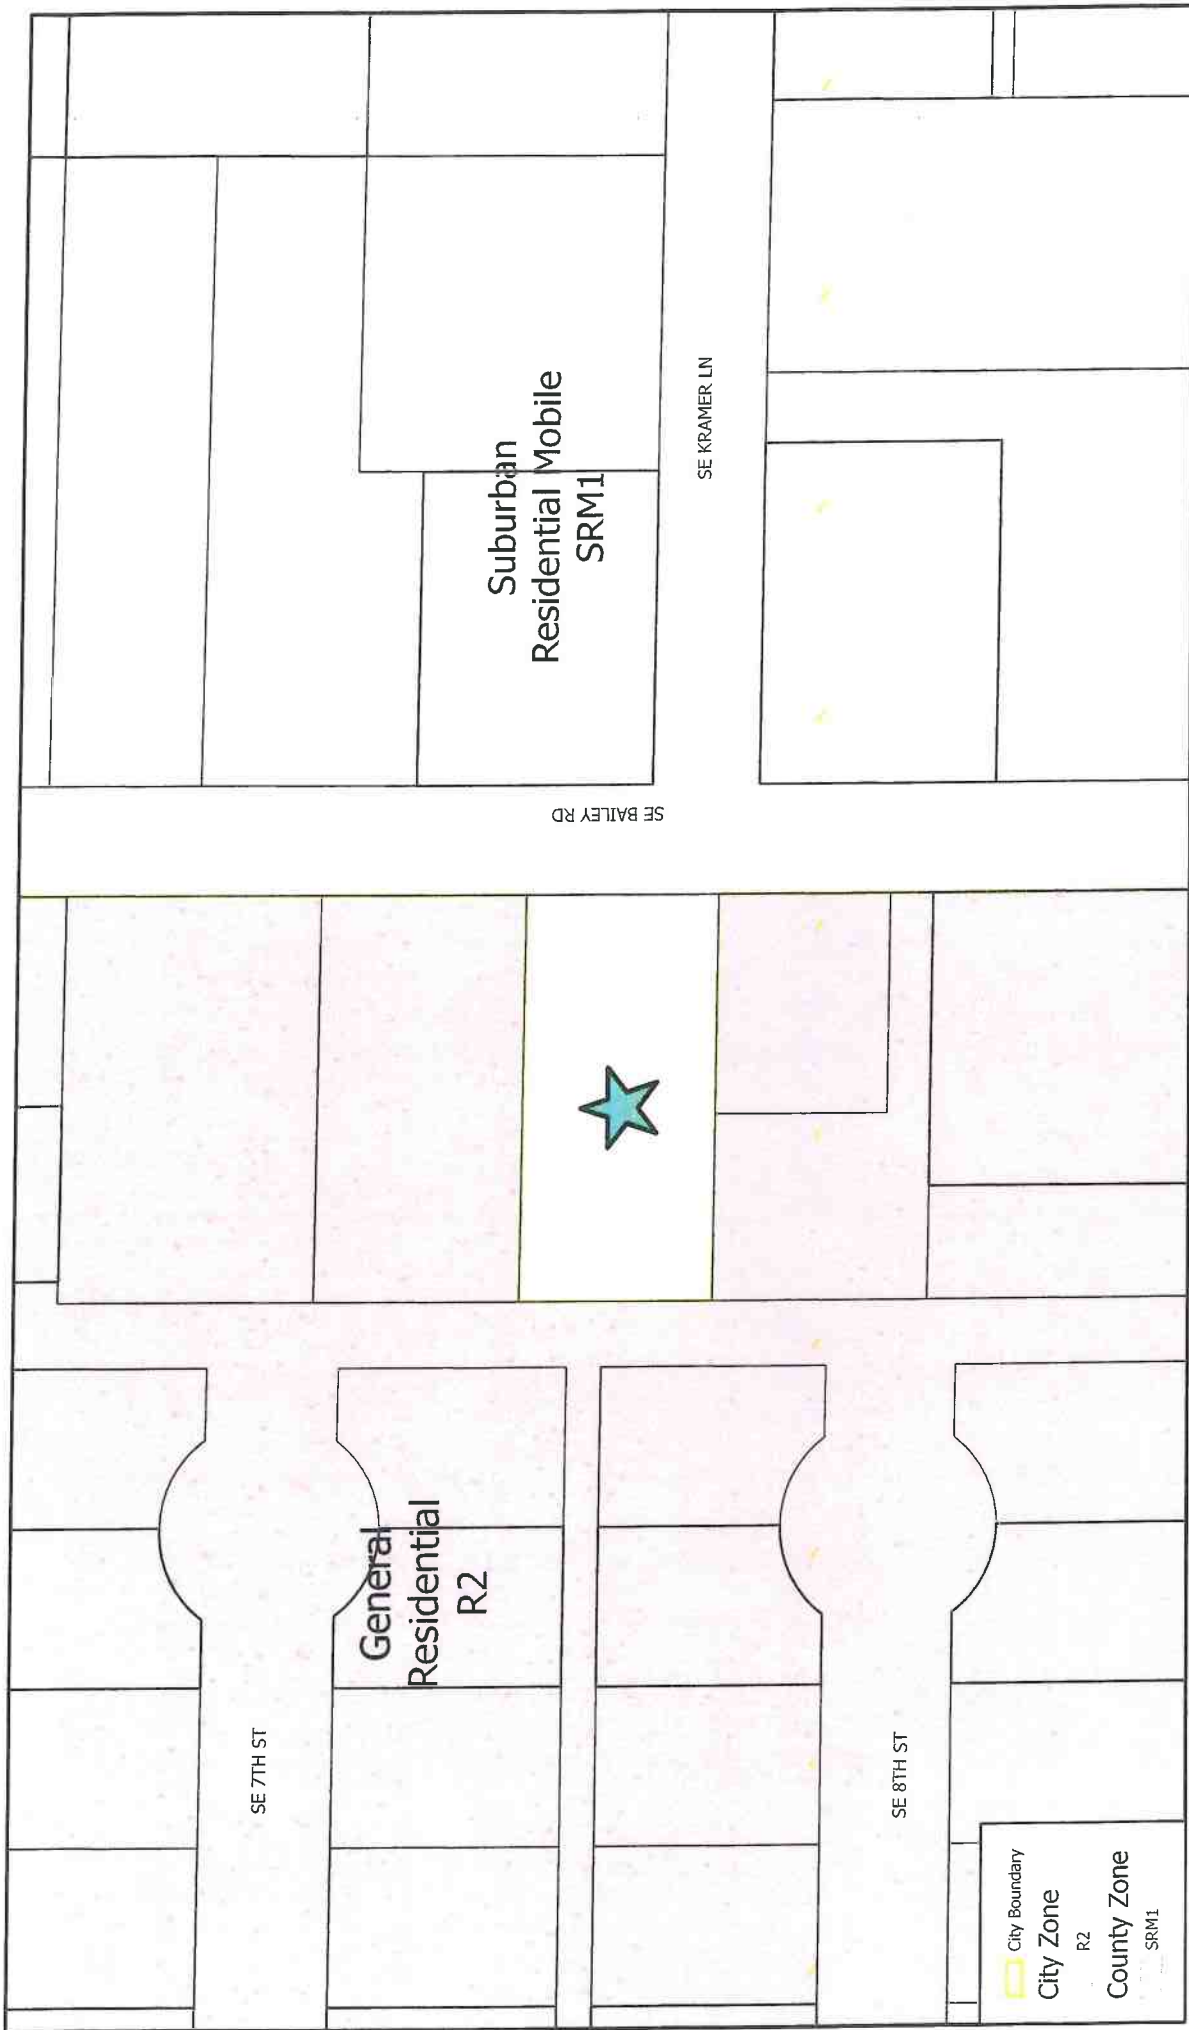 Suburban
Residential Mobile
SRM1
SE KRAMER LN
SE BAILEY RD
General
Residential
R2
SE 7TH ST
SE 8TH ST
City Boundary
City Zone
R2
County Zone
SRM1